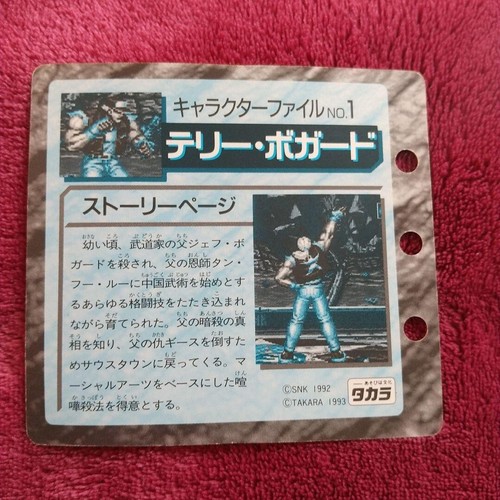 キャラクターファイルNO.1
テリー・ボガード
ストーリーページ
幼い頃、武道家の父ジェフ・ボ
ガードを殺され、父の恩師タン・
フー・ルーに中国武術を始めとす
るあらゆる格闘技をたたき込まれ
ながら育てられた。父の暗殺の真
相を知り、父の仇ギースを倒すた
めサウスタウンに戻ってくる。マ
ーシャルアーツをベースにした喧
嘩殺法を得意とする。
©SNK 1992
©TAKARA 1993
あそびは文化
タカラ